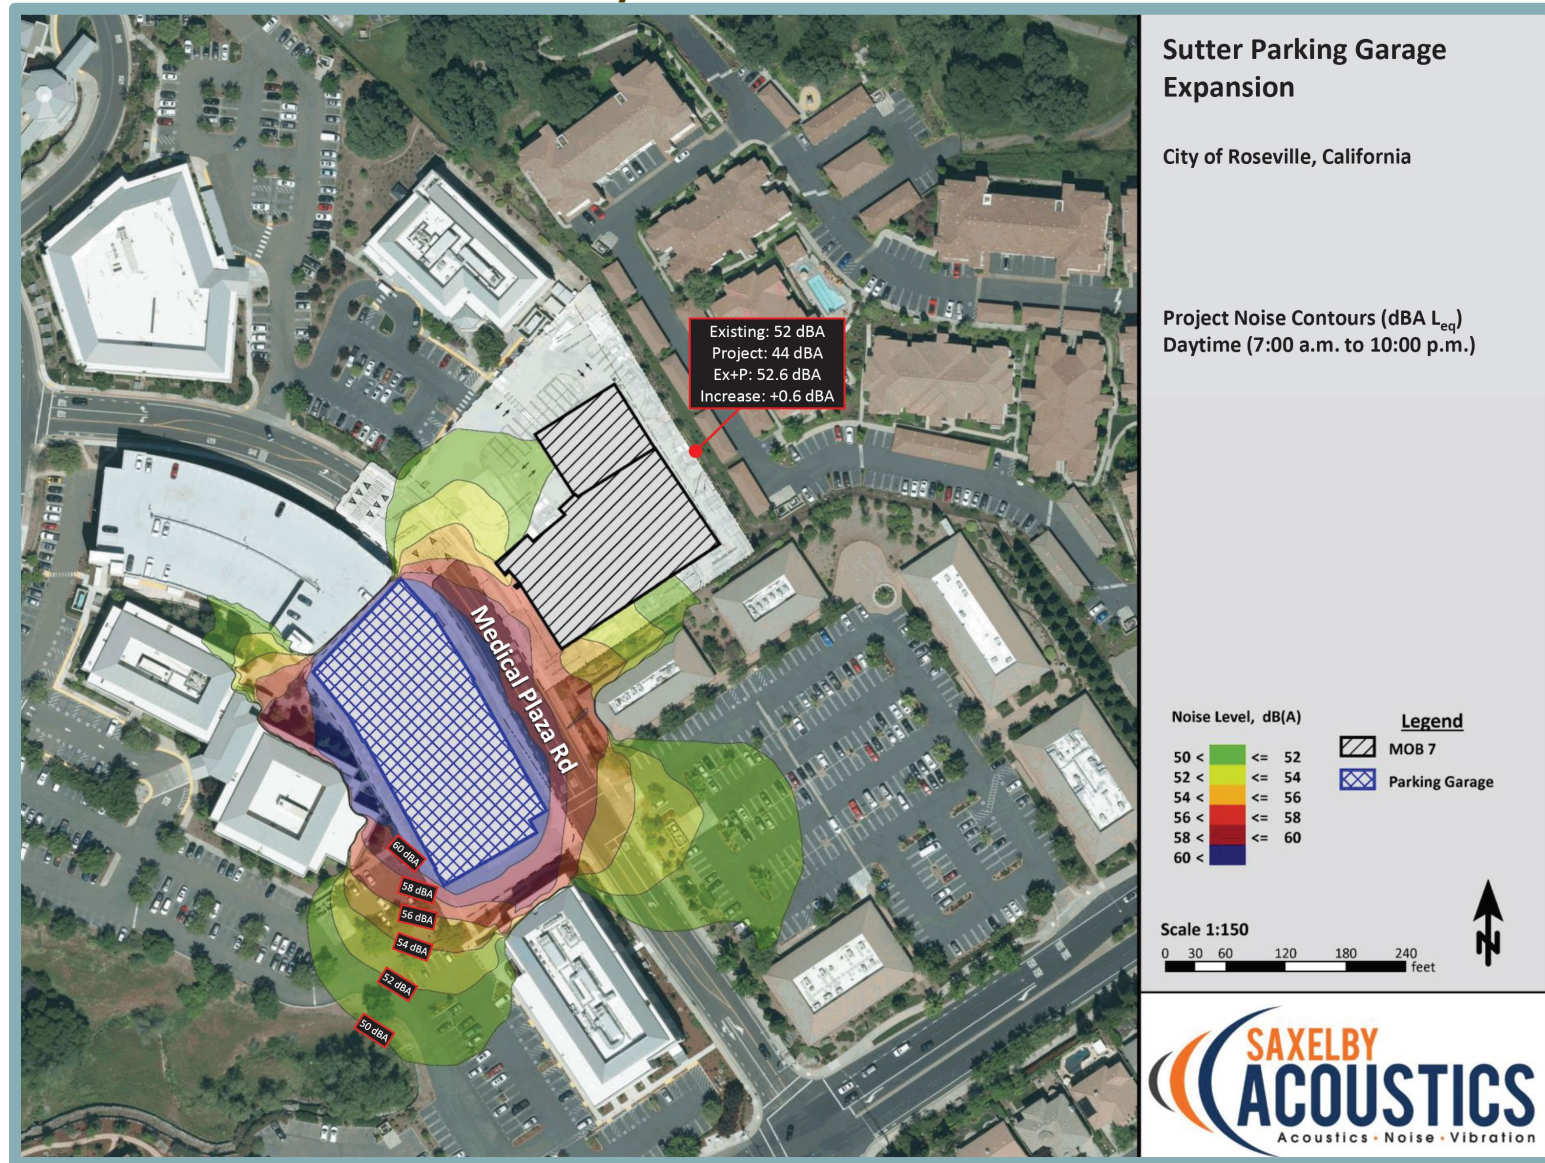 Sutter Parking Garage
Expansion
City of Roseville, California
Project Noise Contours (dBA Leq)
Daytime (7:00 a.m. to 10:00 p.m.)
Existing: 52 dBA
Project: 44 dBA
Ex+P: 52.6 dBA
Increase: +0.6 dBA
Medical Plaza Rd
60 dBA
58 dBA
56 dBA
54 dBA
52 dBA
50 dBA
Noise Level, dB(A)
50 < <= 52
52 < <= 54
54 < <= 56
56 < <= 58
58 < <= 60
60 <
Legend
MOB 7
Parking Garage
Scale 1:150
0 30 60 120 180 240
feet
N
SAXELBY
ACOUSTICS
Acoustics • Noise • Vibration